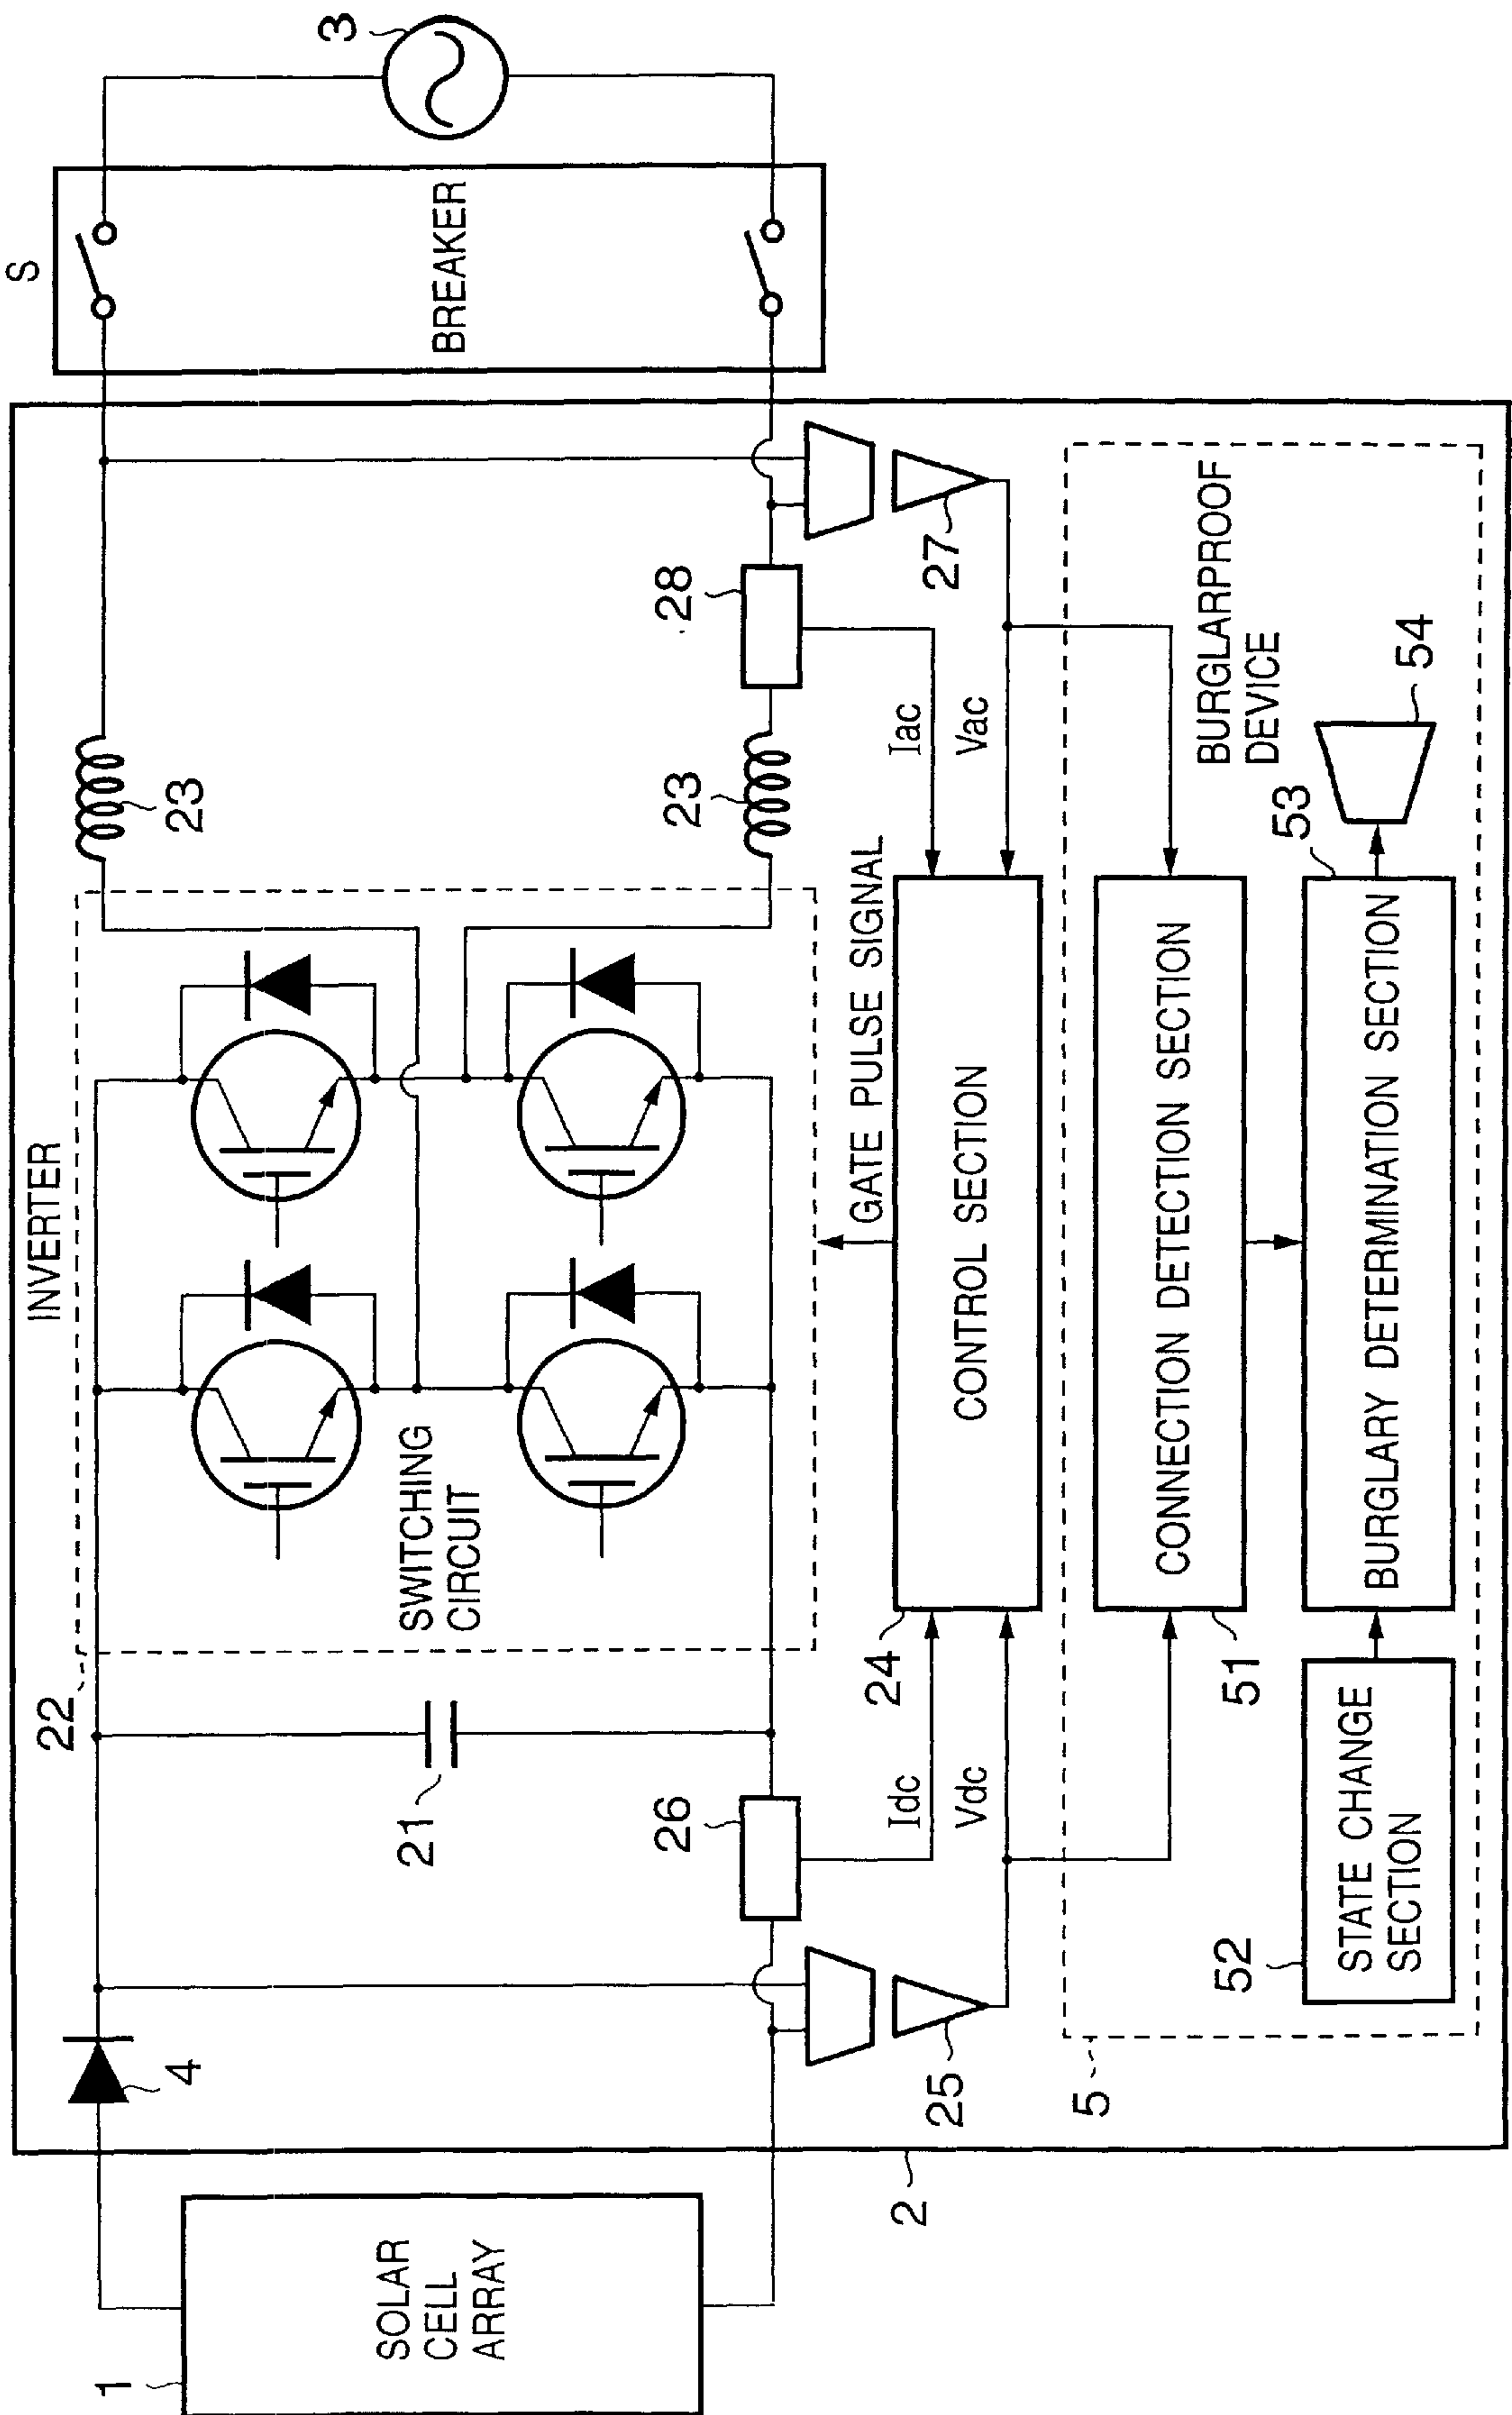 INVERTER
S
3
22
SWITCHING
CIRCUIT
23
BREAKER
4
21
1
SOLAR
CELL
ARRAY
26
23
28
GATE PULSE SIGNAL
25
Idc
24
Iac
27
Vdc
CONTROL SECTION
Vac
2
5
51
CONNECTION DETECTION SECTION
BURGLARPROOF
DEVICE
52
53
54
STATE CHANGE
SECTION
BURGLARY DETERMINATION SECTION